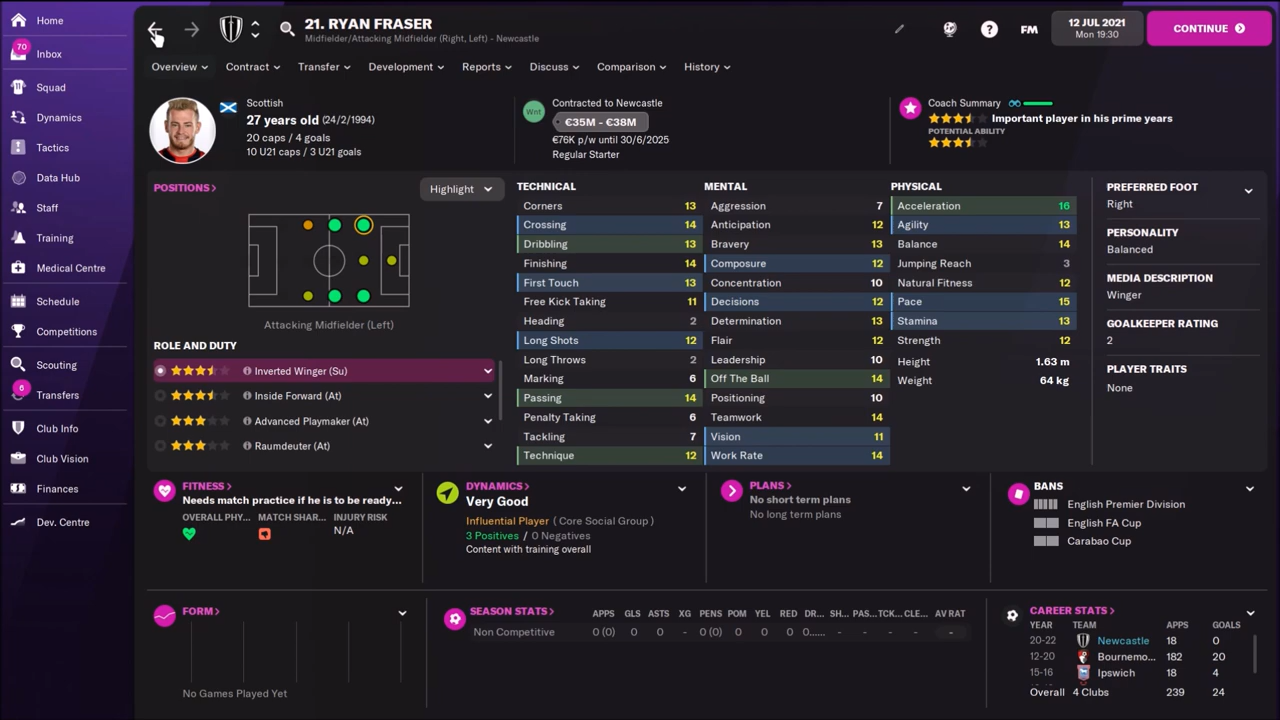 Home
70
Inbox
Squad
Dynamics
Tactics
Data Hub
Staff
Training
Medical Centre
Schedule
Competitions
Scouting
6
Transfers
Club Info
Club Vision
Finances
Dev. Centre
21. RYAN FRASER
Midfielder/Attacking Midfielder (Right, Left) - Newcastle
FM
12 JUL 2021
Mon 19:30
CONTINUE
Overview
Contract
Transfer
Development
Reports
Discuss
Comparison
History
Scottish
27 years old (24/2/1994)
20 caps / 4 goals
10 U21 caps / 3 U21 goals
Wnt
Contracted to Newcastle
€35M - €38M
€76K p/w until 30/6/2025
Regular Starter
Coach Summary
Important player in his prime years
POTENTIAL ABILITY
POSITIONS>
Highlight
Attacking Midfielder (Left)
ROLE AND DUTY
Inverted Winger (Su)
Inside Forward (At)
Advanced Playmaker (At)
Raumdeuter (At)
TECHNICAL
Corners 13
Crossing 14
Dribbling 13
Finishing 14
First Touch 13
Free Kick Taking 11
Heading 2
Long Shots 12
Long Throws 2
Marking 6
Passing 14
Penalty Taking 6
Tackling 7
Technique 12
MENTAL
Aggression 7
Anticipation 12
Bravery 13
Composure 12
Concentration 10
Decisions 12
Determination 13
Flair 12
Leadership 10
Off The Ball 14
Positioning 10
Teamwork 14
Vision 11
Work Rate 14
PHYSICAL
Acceleration 16
Agility 13
Balance 14
Jumping Reach 3
Natural Fitness 12
Pace 15
Stamina 13
Strength 12
Height 1.63 m
Weight 64 kg
PREFERRED FOOT
Right
PERSONALITY
Balanced
MEDIA DESCRIPTION
Winger
GOALKEEPER RATING
2
PLAYER TRAITS
None
FITNESS>
Needs match practice if he is to be ready...
OVERALL PHY... MATCH SHAR... INJURY RISK
N/A
DYNAMICS>
Very Good
Influential Player ( Core Social Group )
3 Positives / 0 Negatives
Content with training overall
PLANS>
No short term plans
No long term plans
BANS
English Premier Division
English FA Cup
Carabao Cup
FORM>
No Games Played Yet
SEASON STATS> APPS GLS ASTS XG PENS POM YEL RED DR... SH... PAS... TCK... CLE... AV RAT
Non Competitive 0 (0) 0 0 - 0 (0) 0 0 0 0...... - - - - -
CAREER STATS>
YEAR TEAM APPS GOALS
20-22 Newcastle 18 0
12-20 Bournemo... 182 20
15-16 Ipswich 18 4
Overall 4 Clubs 239 24